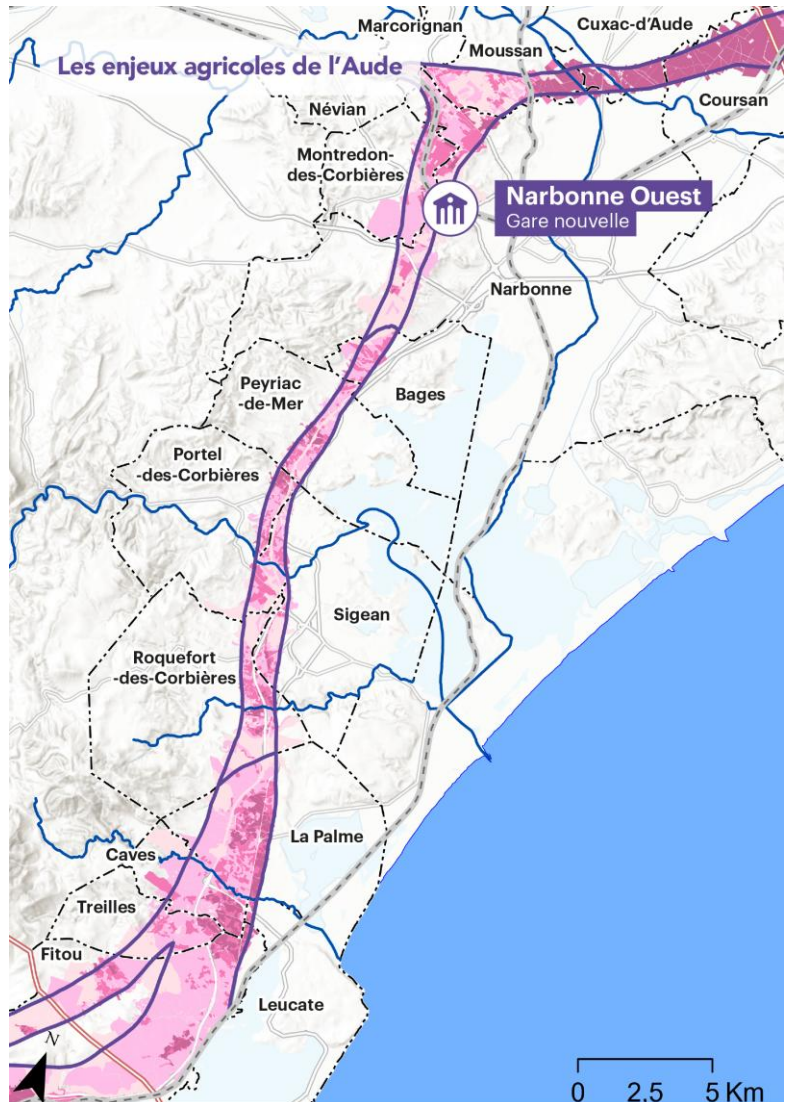 Marcorignan
Cuxac-d'Aude
Moussan
Les enjeux agricoles de l'Aude
Coursan
Névian
Montredon-
des-Corbières
Narbonne Ouest
Gare nouvelle
Narbonne
Peyriac
-de-Mer
Bages
Portel
-des-Corbières
Sigean
Roquefort
-des-Corbières
La Palme
Caves
Treilles
Fitou
Leucate
N
0 2,5 5 Km